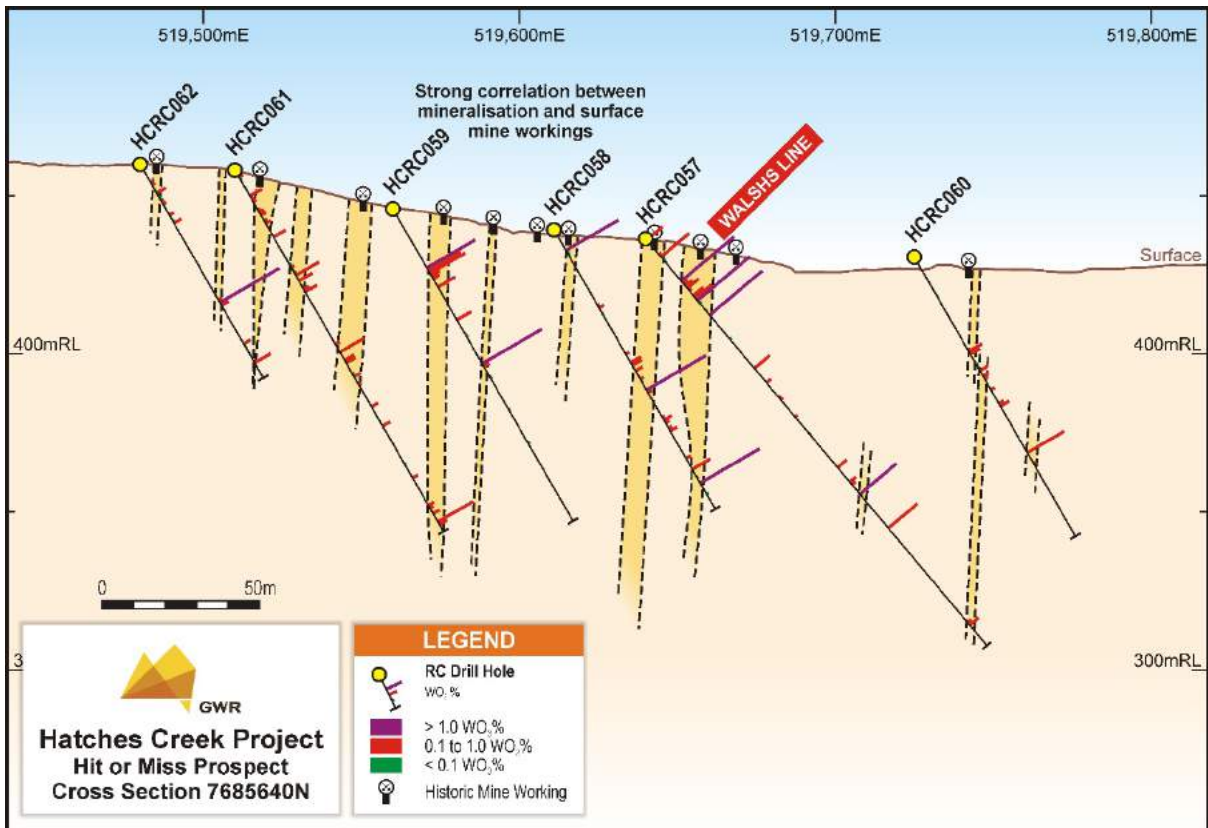 519,500mE
519,600mE
519,700mE
519,800mE
Strong correlation between
mineralisation and surface
mine workings
HCRC062
HCRC061
HCRC059
HCRC058
HCRC057
WALSHS LINE
HCRC060
Surface
400mRL
400mRL
0
50m
3
300mRL
GWR
Hatches Creek Project
Hit or Miss Prospect
Cross Section 7685640N
LEGEND
RC Drill Hole
WO₃%
> 1.0 WO₃%
0.1 to 1.0 WO₃%
< 0.1 WO₃%
Historic Mine Working